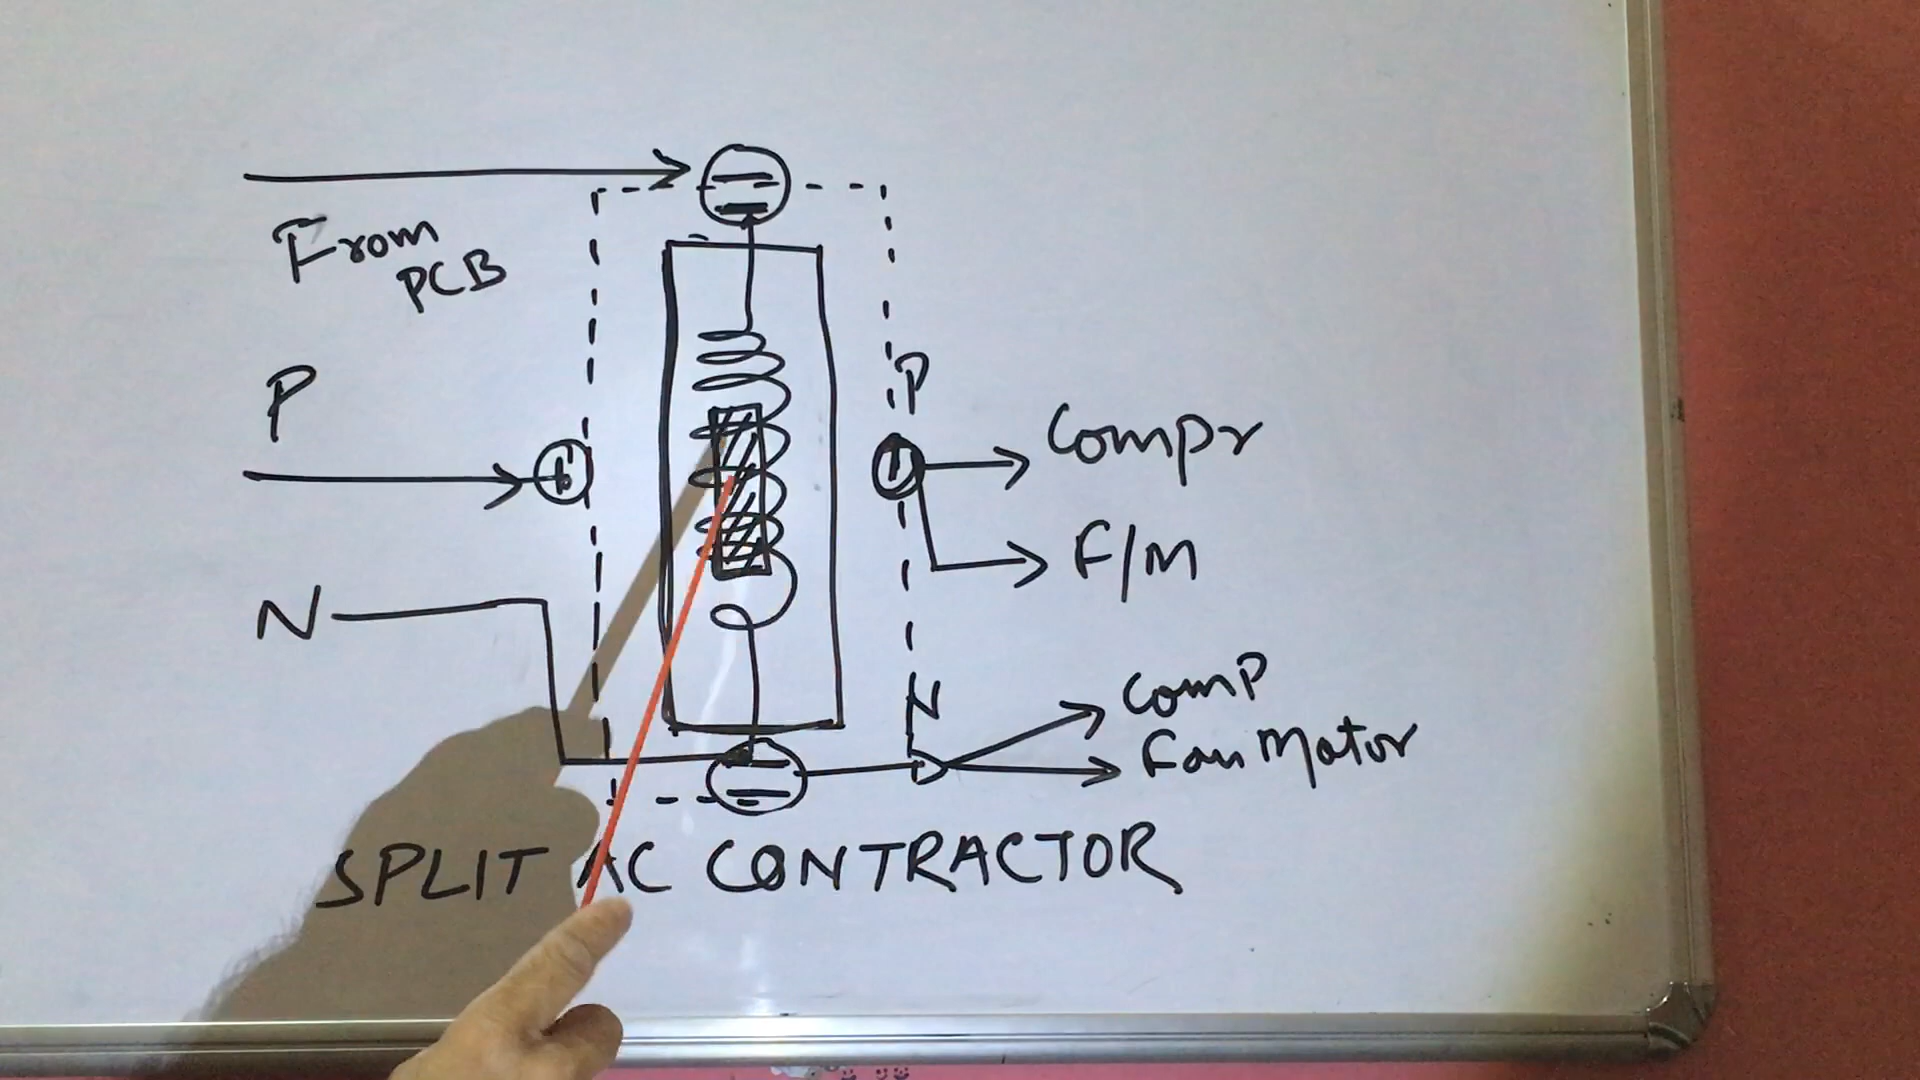 From
PCB
P
P
Compr
F/M
N
N
Comp
Fan Motor
SPLIT AC CONTRACTOR